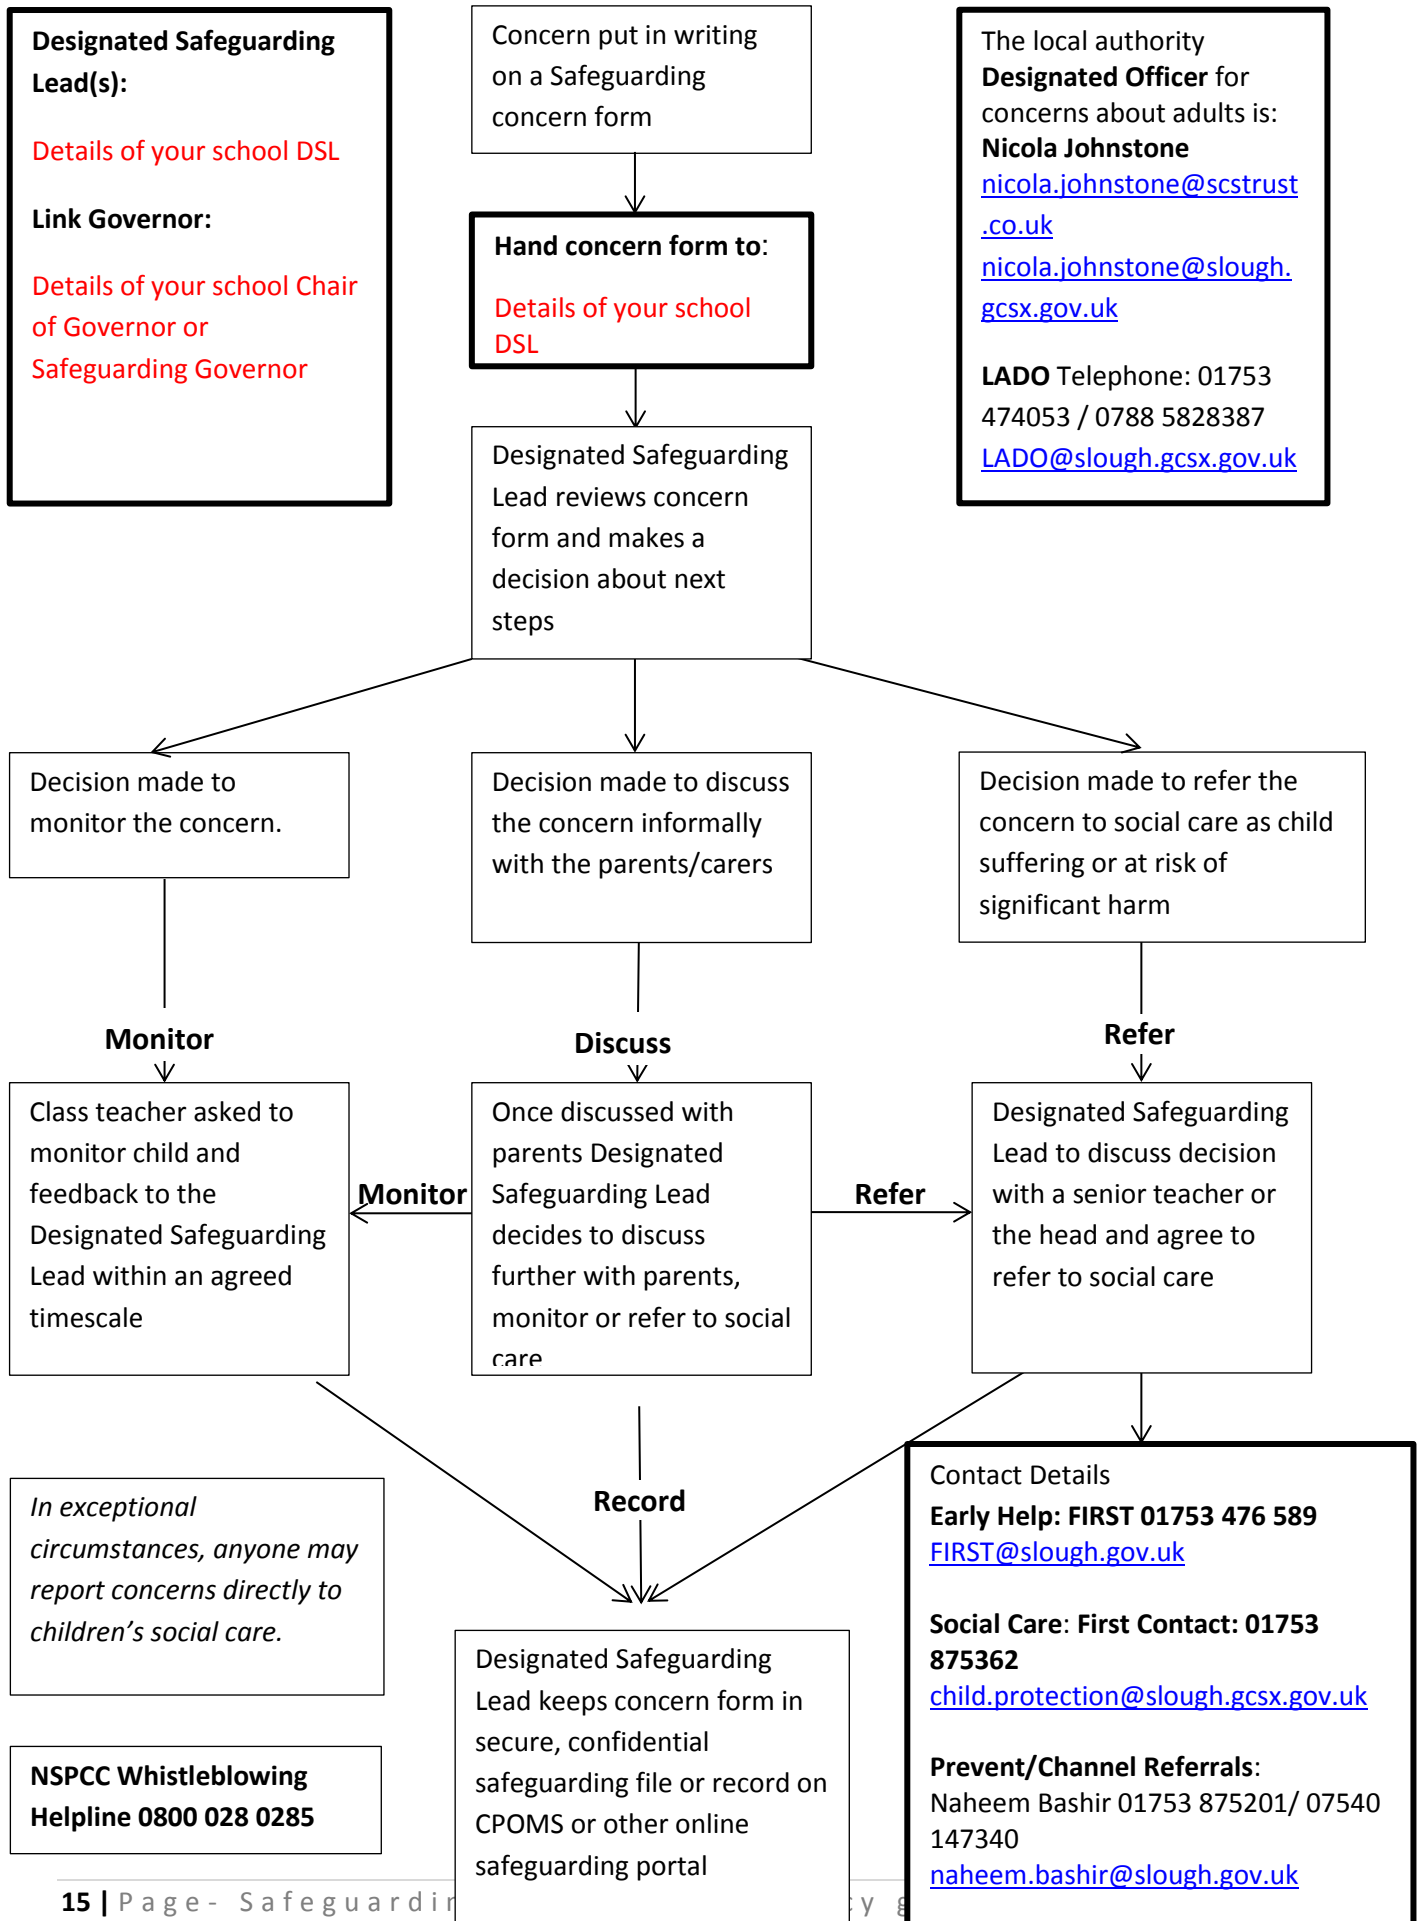 Designated Safeguarding
Lead(s):
Details of your school DSL
Link Governor:
Details of your school Chair
of Governor or
Safeguarding Governor
Concern put in writing
on a Safeguarding
concern form
Hand concern form to:
Details of your school
DSL
The local authority
Designated Officer for
concerns about adults is:
Nicola Johnstone
nicola.johnstone@scstrust
.co.uk
nicola.johnstone@slough.
gcsx.gov.uk
LADO Telephone: 01753
474053 / 0788 5828387
LADO@slough.gcsx.gov.uk
Designated Safeguarding
Lead reviews concern
form and makes a
decision about next
steps
Decision made to
monitor the concern.
Decision made to discuss
the concern informally
with the parents/carers
Decision made to refer the
concern to social care as child
suffering or at risk of
significant harm
Monitor
Discuss
Refer
Class teacher asked to
monitor child and
feedback to the
Designated Safeguarding
Lead within an agreed
timescale
Monitor
Once discussed with
parents Designated
Safeguarding Lead
decides to discuss
further with parents,
monitor or refer to social
care
Refer
Designated Safeguarding
Lead to discuss decision
with a senior teacher or
the head and agree to
refer to social care
Record
In exceptional
circumstances, anyone may
report concerns directly to
children's social care.
NSPCC Whistleblowing
Helpline 0800 028 0285
Designated Safeguarding
Lead keeps concern form in
secure, confidential
safeguarding file or record on
CPOMS or other online
safeguarding portal
Contact Details
Early Help: FIRST 01753 476 589
FIRST@slough.gov.uk
Social Care: First Contact: 01753
875362
child.protection@slough.gcsx.gov.uk
Prevent/Channel Referrals:
Naheem Bashir 01753 875201/ 07540
147340
naheem.bashir@slough.gov.uk
15 | Page- Safeguardin cy g